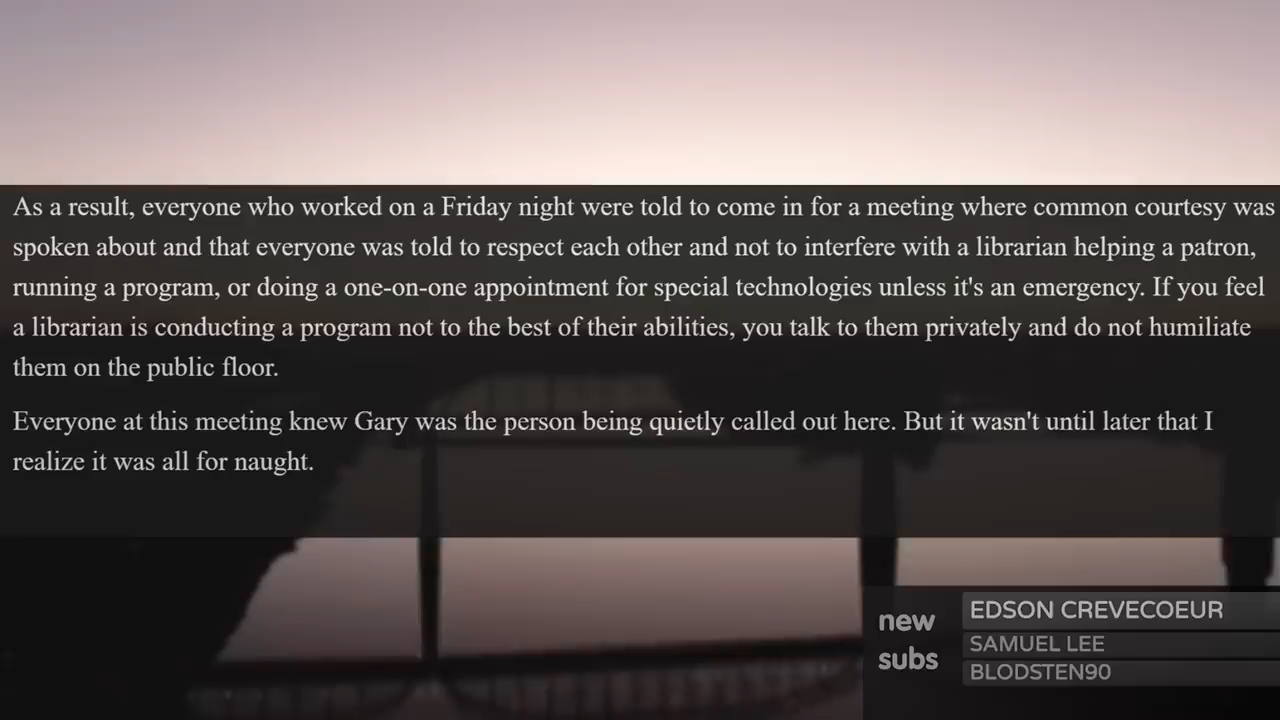 As a result, everyone who worked on a Friday night were told to come in for a meeting where common courtesy was
spoken about and that everyone was told to respect each other and not to interfere with a librarian helping a patron,
running a program, or doing a one-on-one appointment for special technologies unless it's an emergency. If you feel
a librarian is conducting a program not to the best of their abilities, you talk to them privately and do not humiliate
them on the public floor.
Everyone at this meeting knew Gary was the person being quietly called out here. But it wasn't until later that I
realize it was all for naught.
new
subs
EDSON CREVECOEUR
SAMUEL LEE
BLODSTEN90